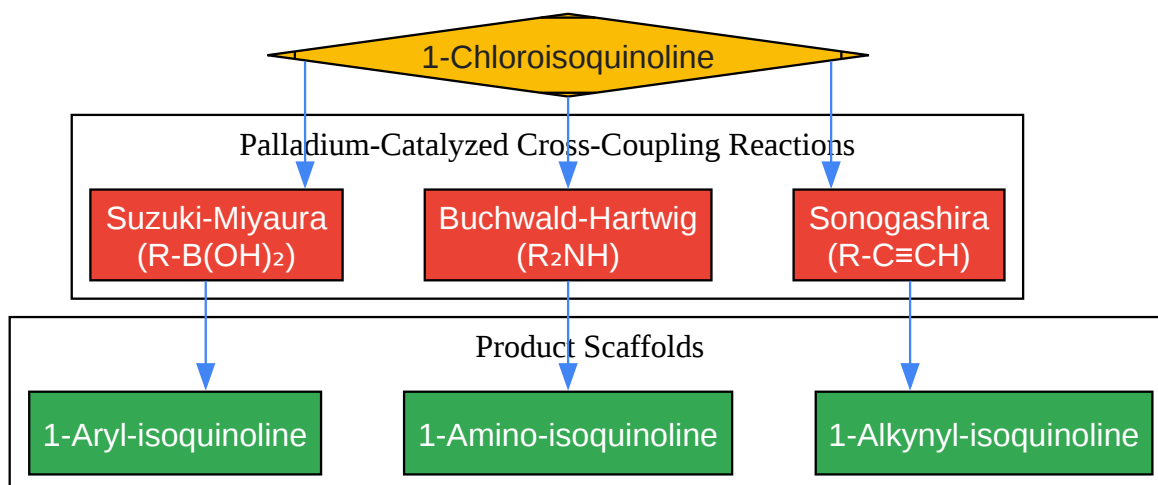 1-Chloroisoquinoline
Palladium-Catalyzed Cross-Coupling Reactions
Suzuki-Miyaura
(R-B(OH)₂)
Buchwald-Hartwig
(R₂NH)
Sonogashira
(R-C≡CH)
Product Scaffolds
1-Aryl-isoquinoline
1-Amino-isoquinoline
1-Alkynyl-isoquinoline